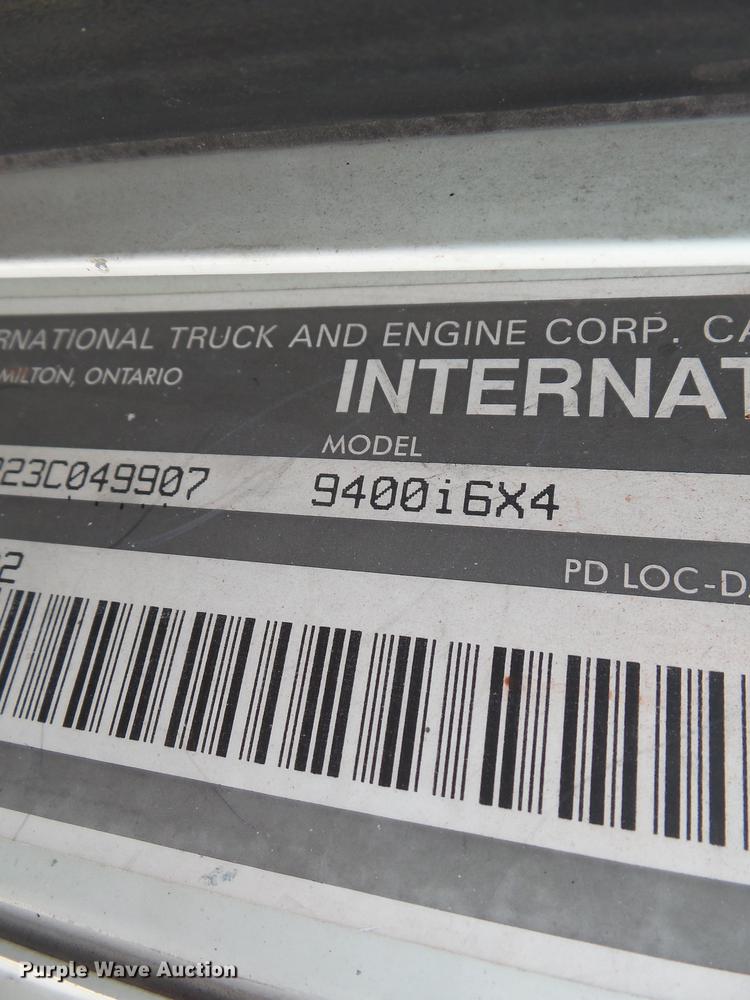 RNATIONAL TRUCK AND ENGINE CORP. CA
MILTON, ONTARIO
INTERNAT
MODEL
23C049907
9400i6X4
2
PD LOC-D
Purple Wave Auction